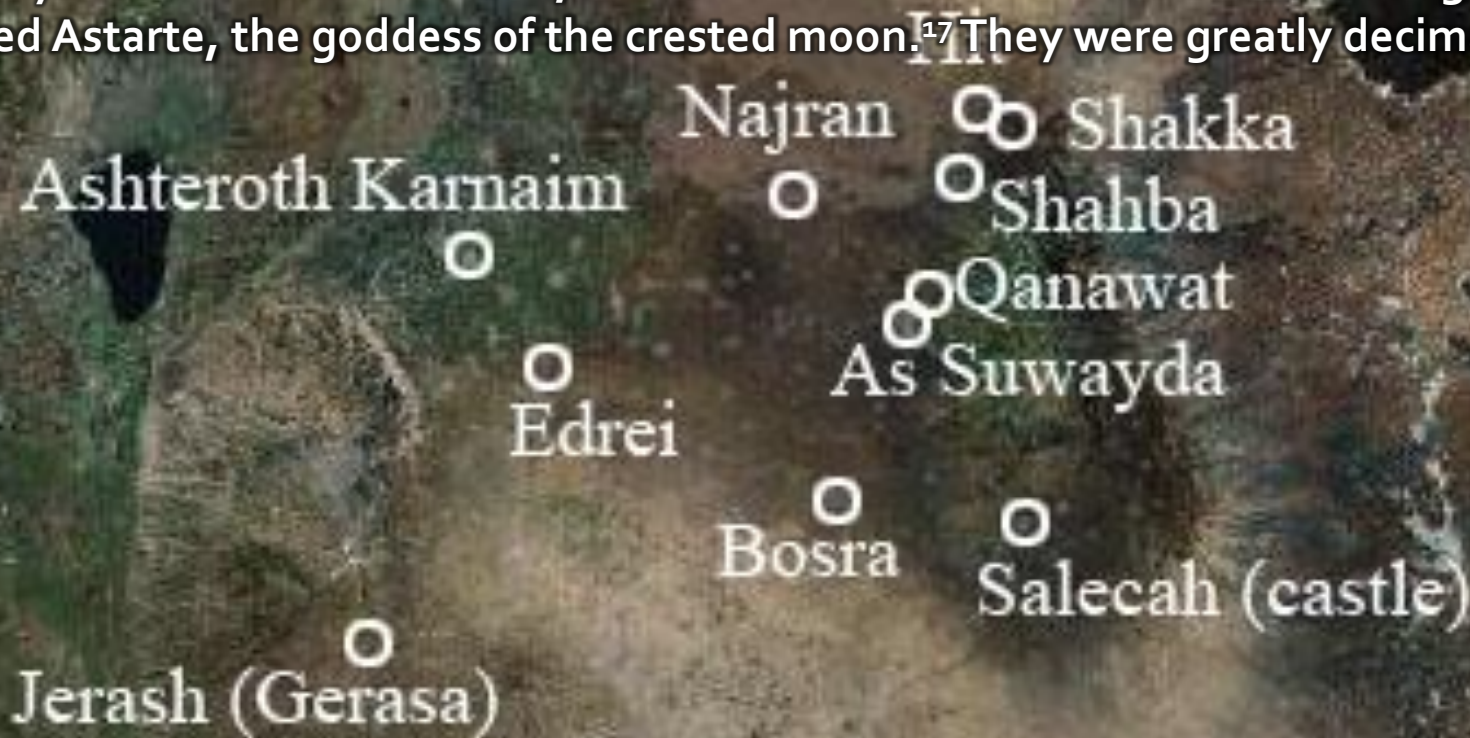 ed Astarte, the goddess of the crested moon.¹⁷ They were greatly decim
Hit
Najran
Shakka
Ashteroth Karnaim
Shahba
Qanawat
As Suwayda
Edrei
Bosra
Salecah (castle)
Jerash (Gerasa)